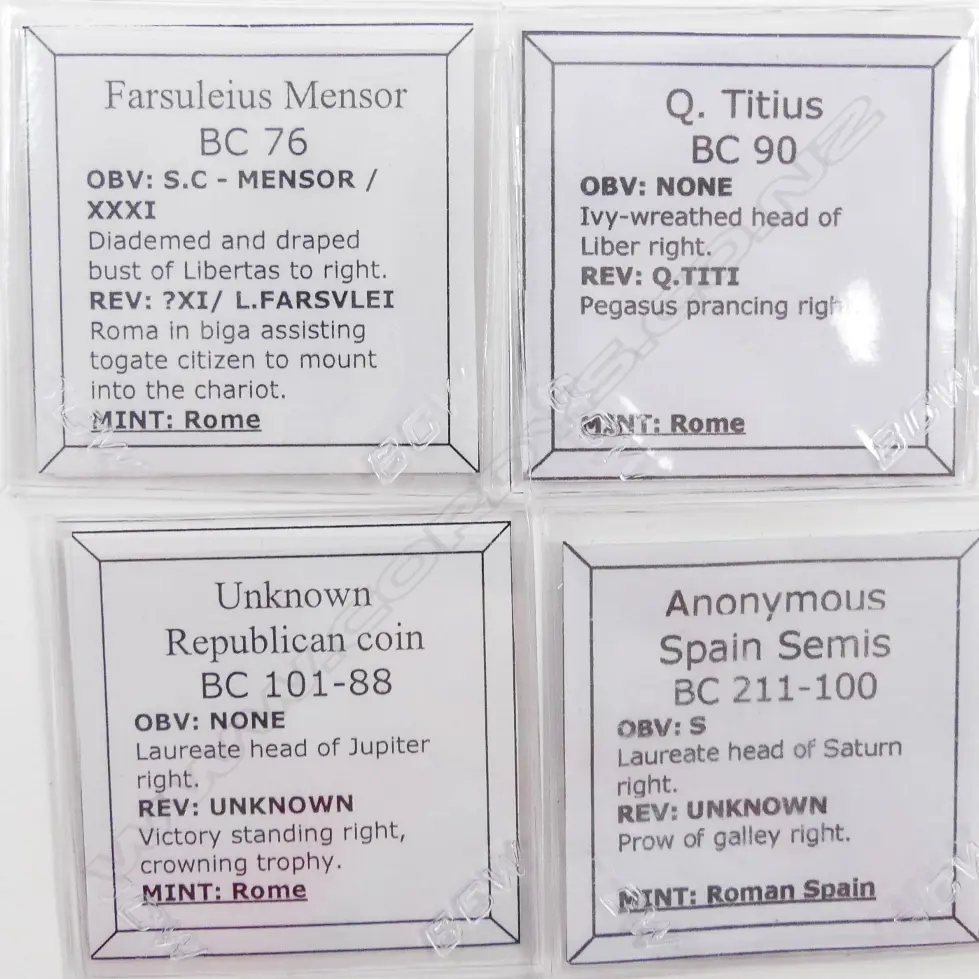 Farsuleius Mensor
BC 76
OBV: S.C - MENSOR /
XXXI
Diademed and draped
bust of Libertas to right.
REV: ?XI/ L.FARSVLEI
Roma in biga assisting
togate citizen to mount
into the chariot.
MINT: Rome
Q. Titius
BC 90
OBV: NONE
Ivy-wreathed head of
Liber right.
REV: Q.TITI
Pegasus prancing righ
MINT: Rome
Unknown
Republican coin
BC 101-88
OBV: NONE
Laureate head of Jupiter
right.
REV: UNKNOWN
Victory standing right,
crowning trophy.
MINT: Rome
Anonymous
Spain Semis
BC 211-100
OBV: S
Laureate head of Saturn
right.
REV: UNKNOWN
Prow of galley right.
MINT: Roman Spain